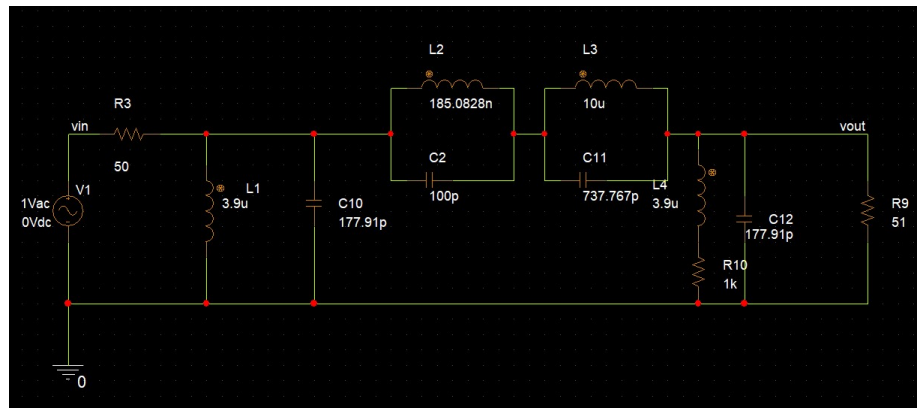 L2
L3
185.0828n
10u
R3
vin
vout
50
C2
C11
100p
737.767p
V1
1Vac
0Vdc
L1
3.9u
C10
177.91p
L4
3.9u
C12
177.91p
R9
51
R10
1k
0